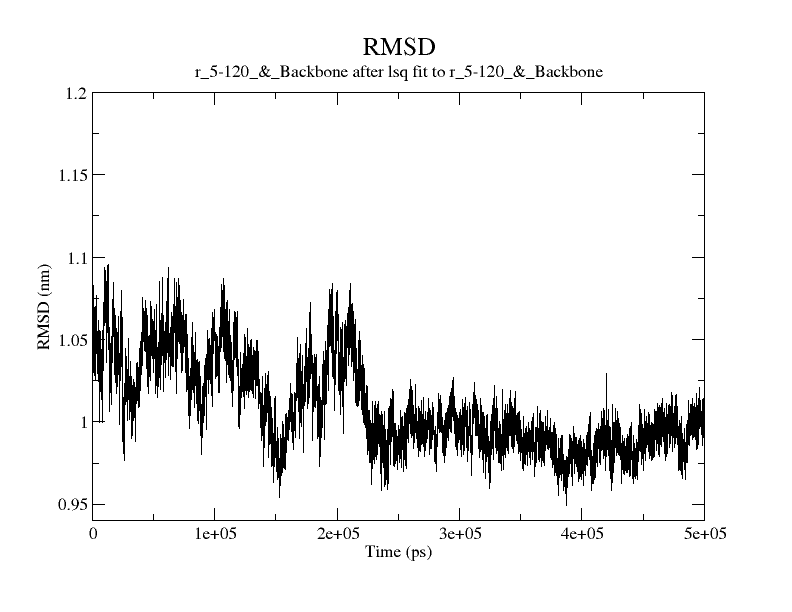 RMSD
r_5-120_&_Backbone after lsq fit to r_5-120_&_Backbone
1.2
1.15
1.1
1.05
1
0.95
RMSD (nm)
0 1e+05 2e+05 3e+05 4e+05 5e+05
Time (ps)